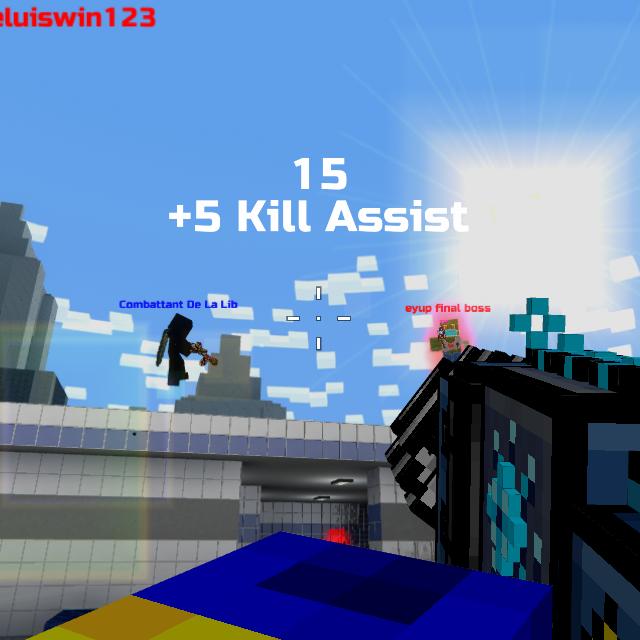 eluiswin123
15
+5 Kill Assist
Combattant De La Lib
eyup final boss